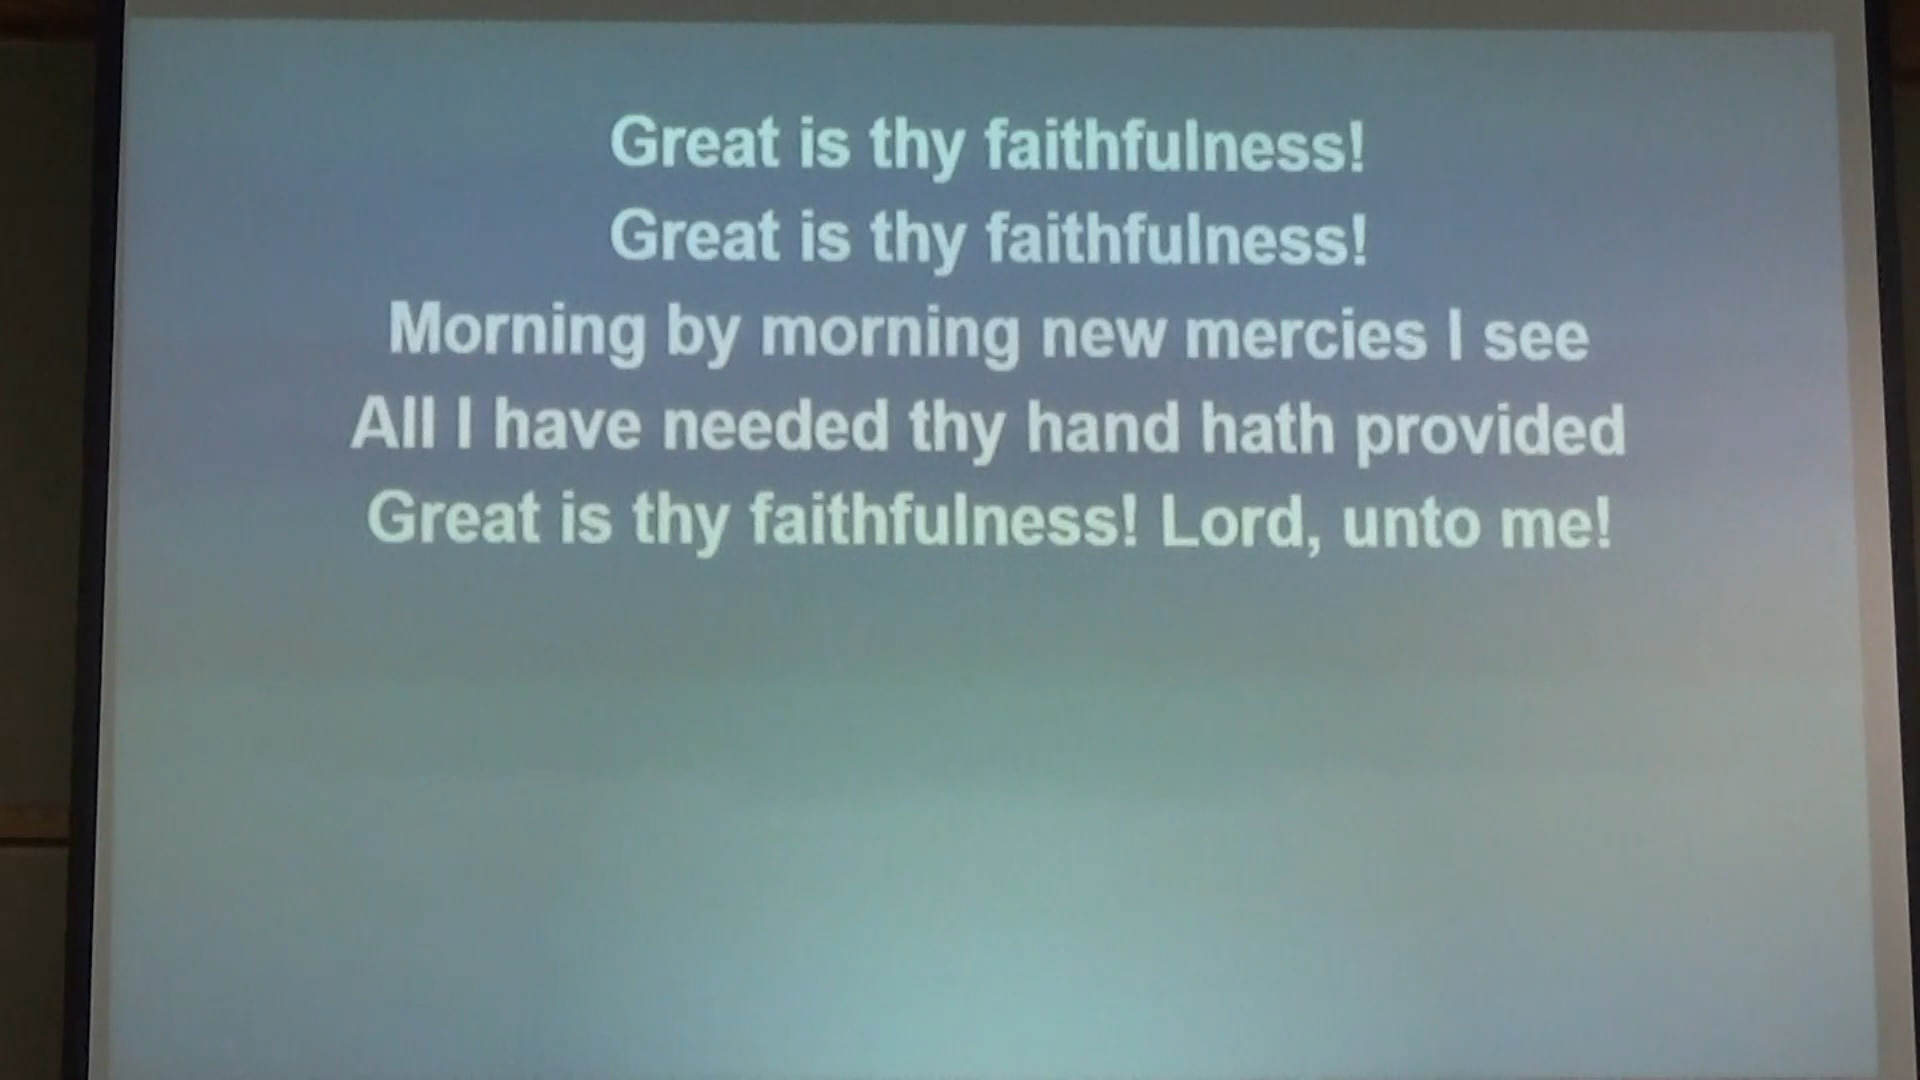 Great is thy faithfulness!
Great is thy faithfulness!
Morning by morning new mercies I see
All I have needed thy hand hath provided
Great is thy faithfulness! Lord, unto me!